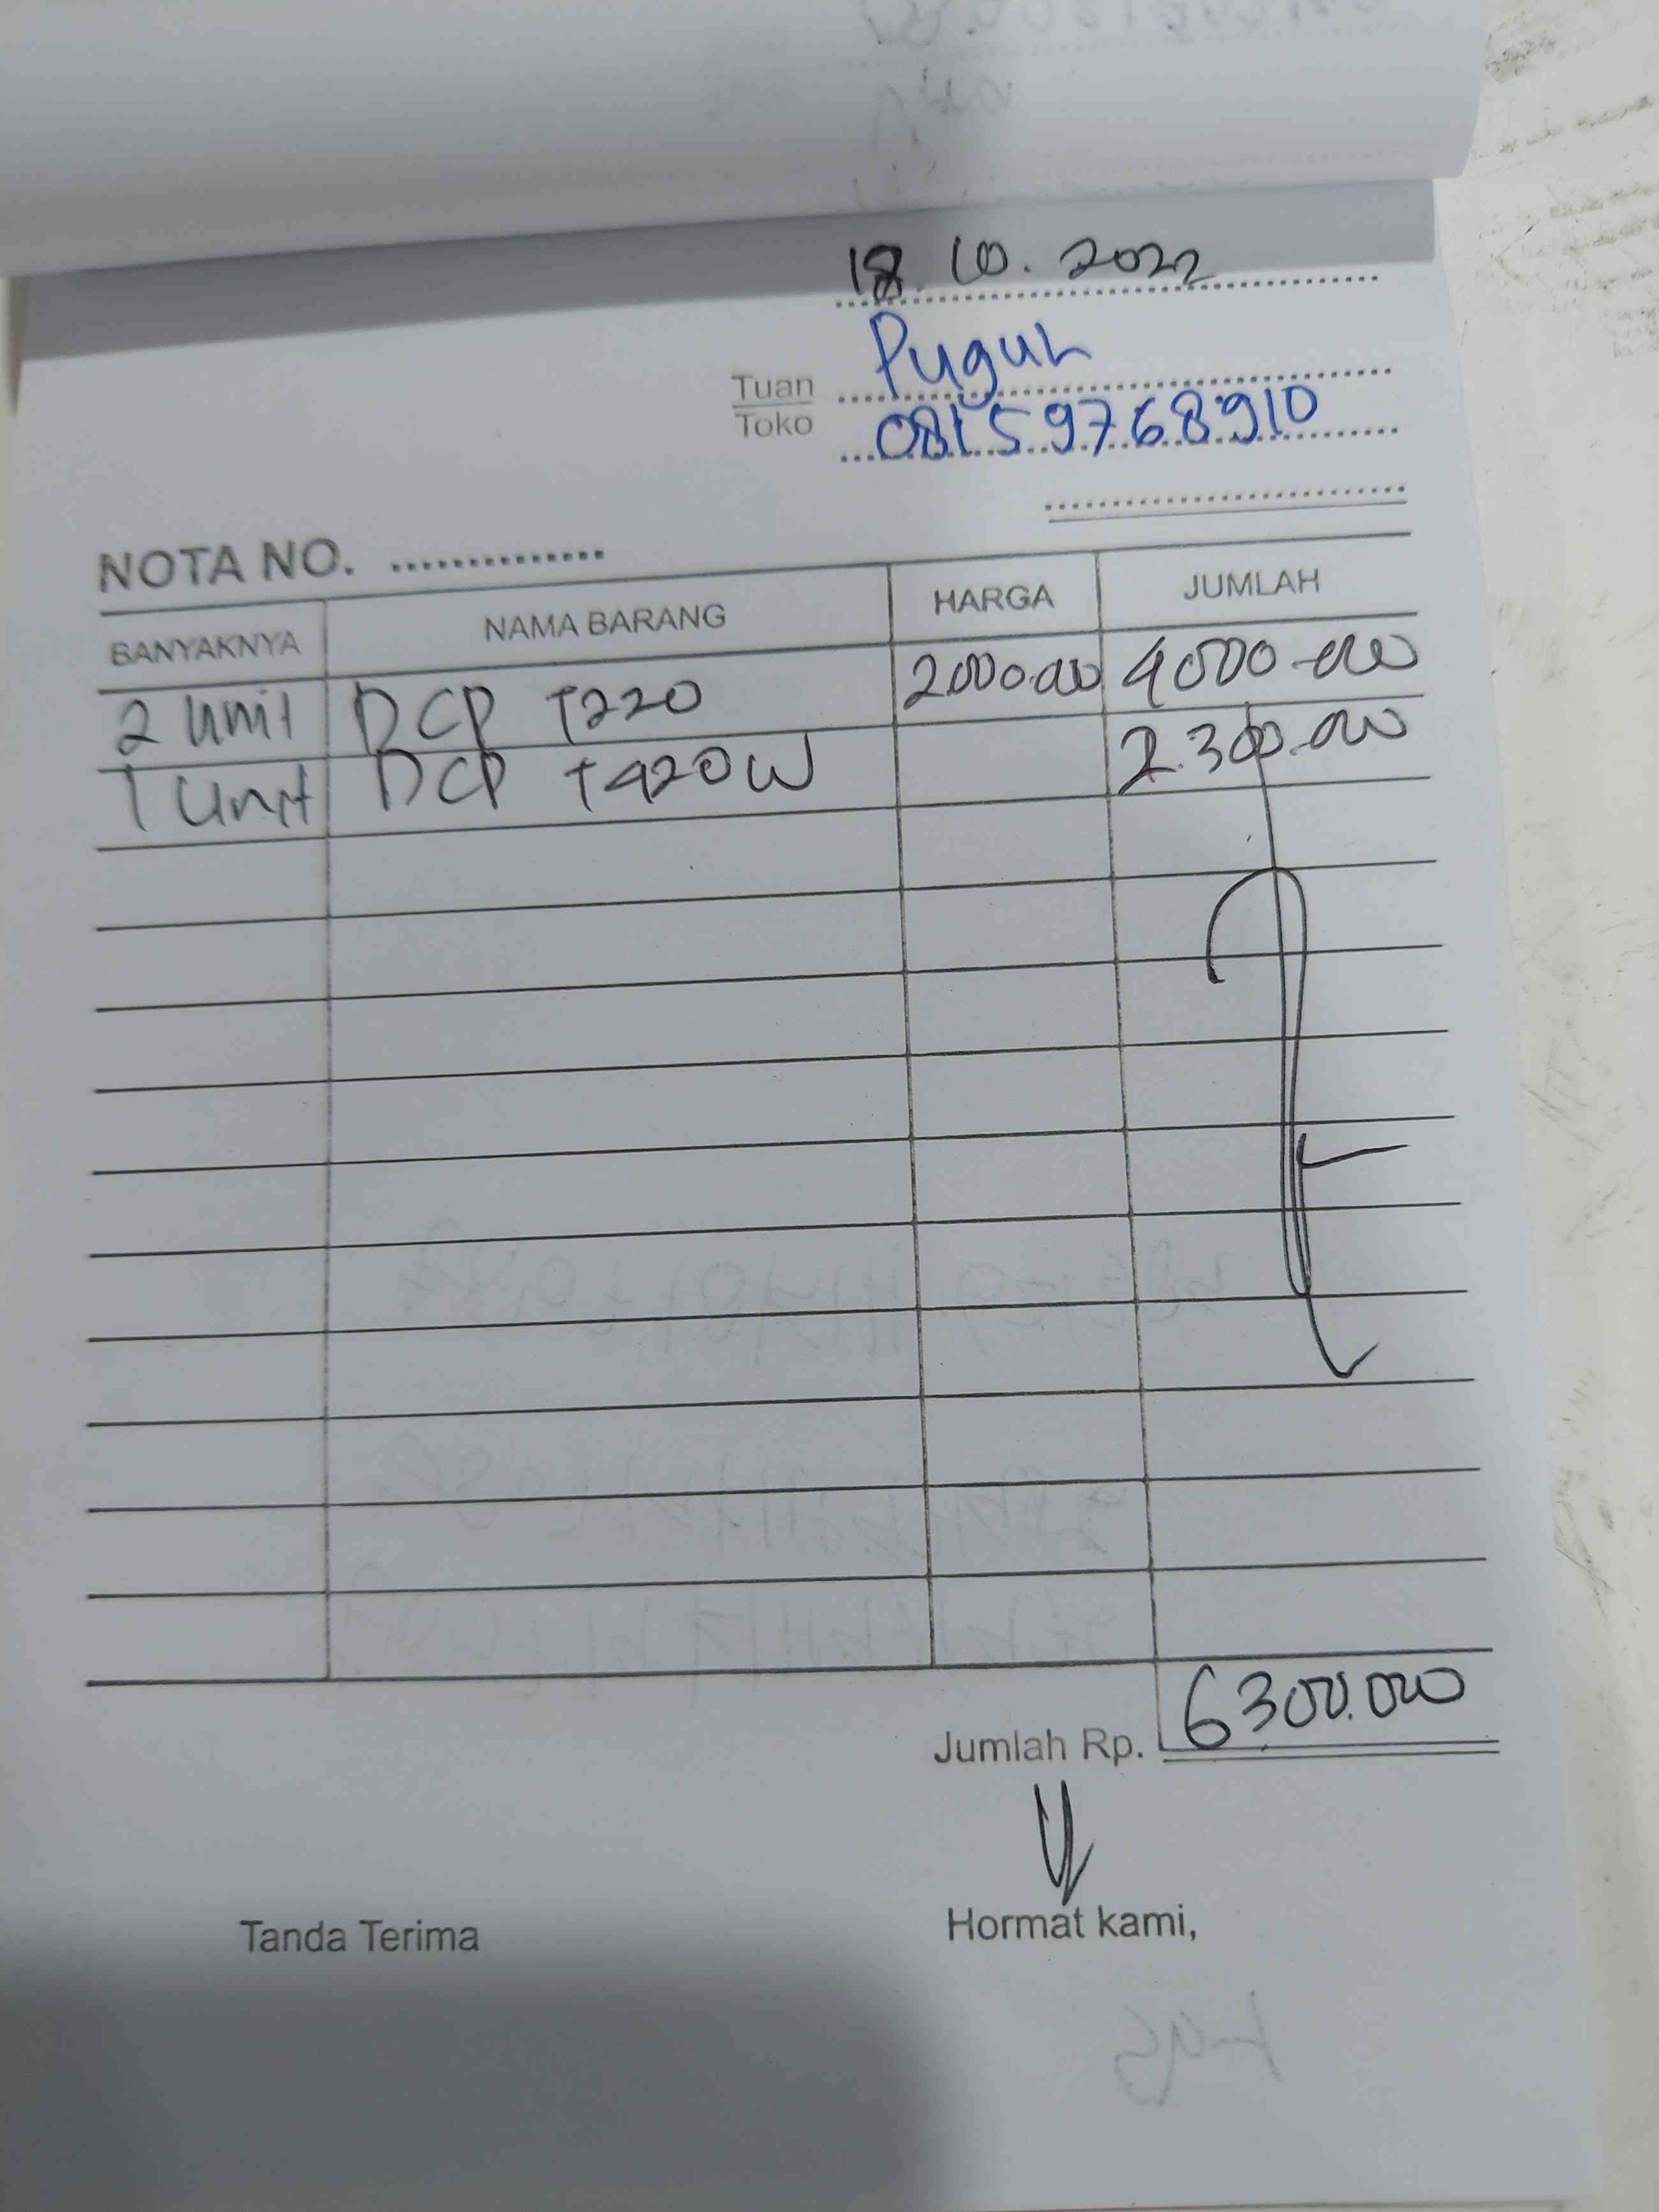 18.10.2022
Tuan Puguh
Toko 08159768910
NOTA NO. ..............
BANYAKNYA NAMA BARANG HARGA JUMLAH
2 Unit DCP T220 2000.000 4000.000
1 Unit DCP T420W 2.300.000
Jumlah Rp. 6300.000
Tanda Terima Hormat kami,